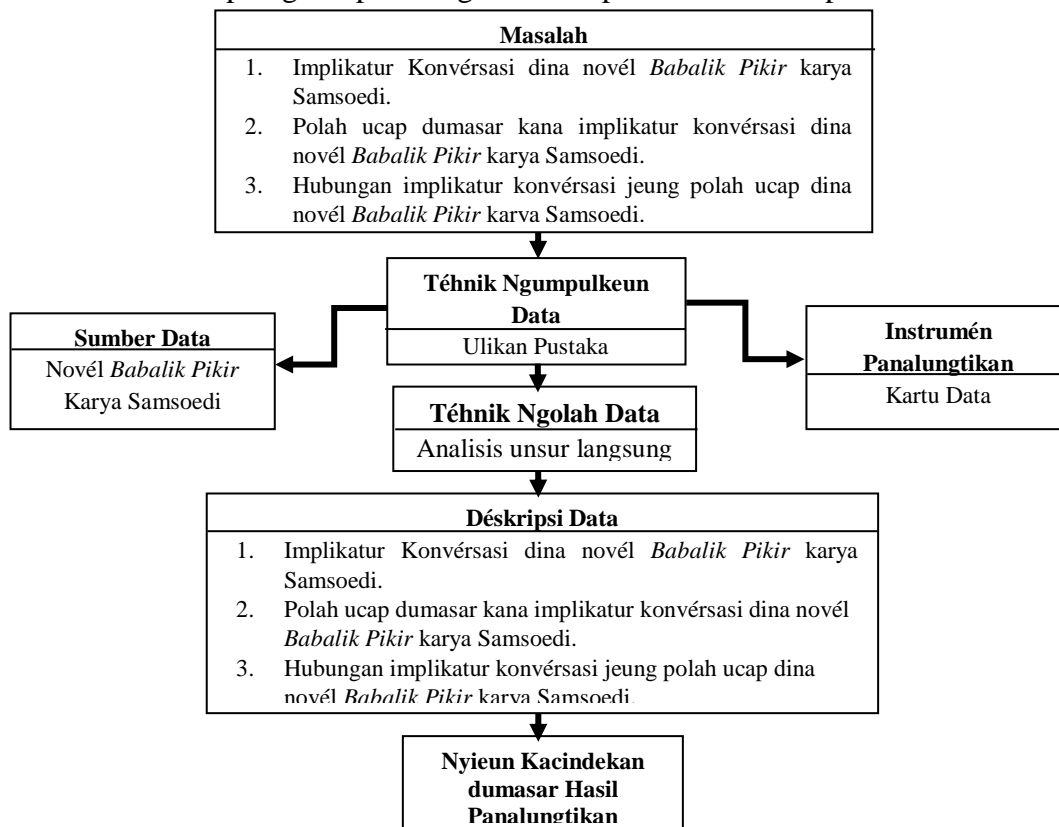 Masalah
1. Implikatur Konvérsasi dina novél Babalik Pikir karya
Samsoedi.
2. Polah ucap dumasar kana implikatur konvérsasi dina
novél Babalik Pikir karya Samsoedi.
3. Hubungan implikatur konvérsasi jeung polah ucap dina
novél Babalik Pikir karya Samsoedi.
Téhnik Ngumpulkeun
Data
Ulikan Pustaka
Sumber Data
Novél Babalik Pikir
Karya Samsoedi
Instrumén
Panalungtikan
Kartu Data
Téhnik Ngolah Data
Analisis unsur langsung
Déskripsi Data
1. Implikatur Konvérsasi dina novél Babalik Pikir karya
Samsoedi.
2. Polah ucap dumasar kana implikatur konvérsasi dina novél
Babalik Pikir karya Samsoedi.
3. Hubungan implikatur konvérsasi jeung polah ucap dina
novél Babalik Pikir karya Samsoedi.
Nyieun Kacindekan
dumasar Hasil
Panalungtikan